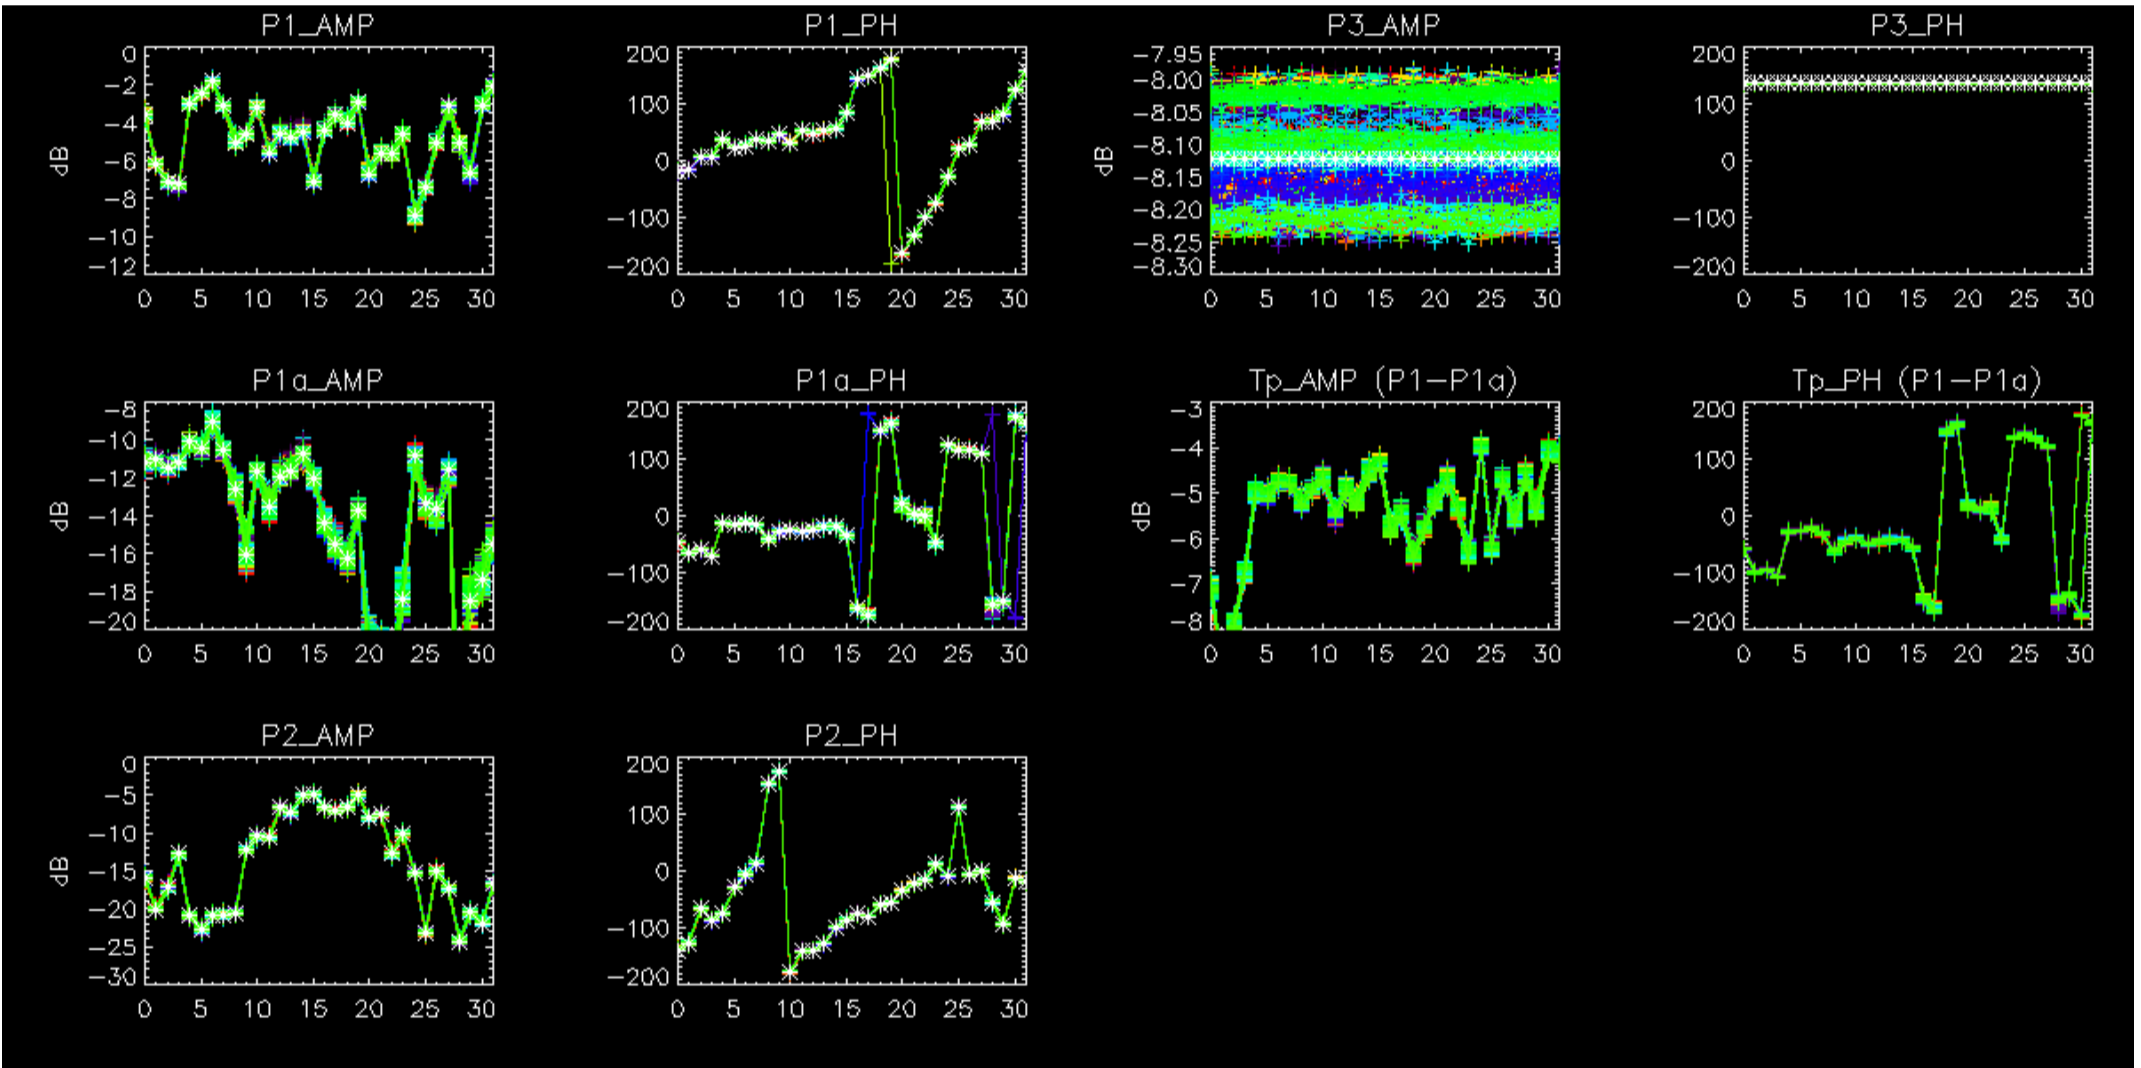 P1_AMP
0
−2
−4
−6
−8
−10
−12
dB
0 5 10 15 20 25 30
P1_PH
200
100
0
−100
−200
0 5 10 15 20 25 30
P3_AMP
−7.95
−8.00
−8.05
−8.10
−8.15
−8.20
−8.25
−8.30
dB
0 5 10 15 20 25 30
P3_PH
200
100
0
−100
−200
0 5 10 15 20 25 30
P1a_AMP
−8
−10
−12
−14
−16
−18
−20
dB
0 5 10 15 20 25 30
P1a_PH
200
100
0
−100
−200
0 5 10 15 20 25 30
Tp_AMP (P1−P1a)
−3
−4
−5
−6
−7
−8
dB
0 5 10 15 20 25 30
Tp_PH (P1−P1a)
200
100
0
−100
−200
0 5 10 15 20 25 30
P2_AMP
0
−5
−10
−15
−20
−25
−30
dB
0 5 10 15 20 25 30
P2_PH
200
100
0
−100
−200
0 5 10 15 20 25 30